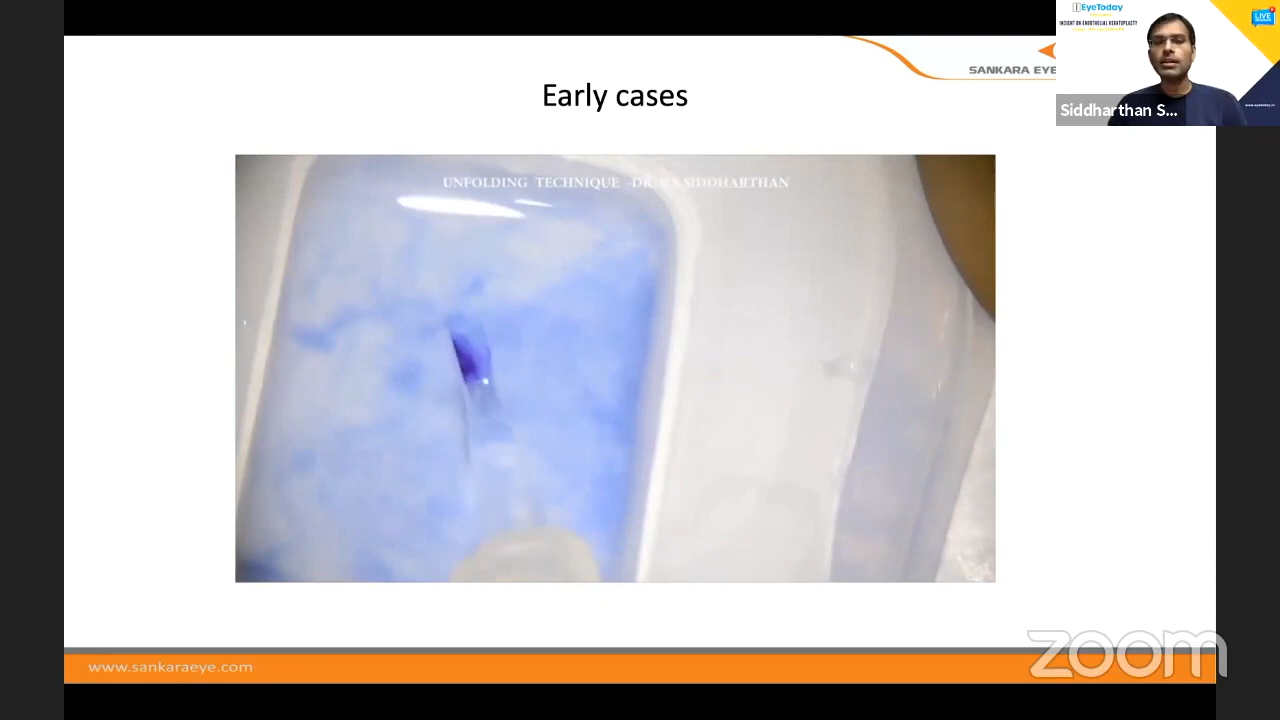 EyeToday
INSIGHT ON ENDOTHELIAL KERATOPLASTY
LIVE
SANKARA EYE
Siddharthan S...
Early cases
UNFOLDING TECHNIQUE -DR. SIDDHARTHAN
www.sankaraeye.com
zoom